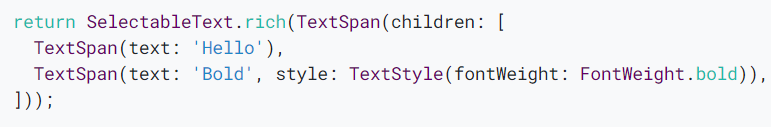 return SelectableText.rich(TextSpan(children: [
  TextSpan(text: 'Hello'),
  TextSpan(text: 'Bold', style: TextStyle(fontWeight: FontWeight.bold)),
]));